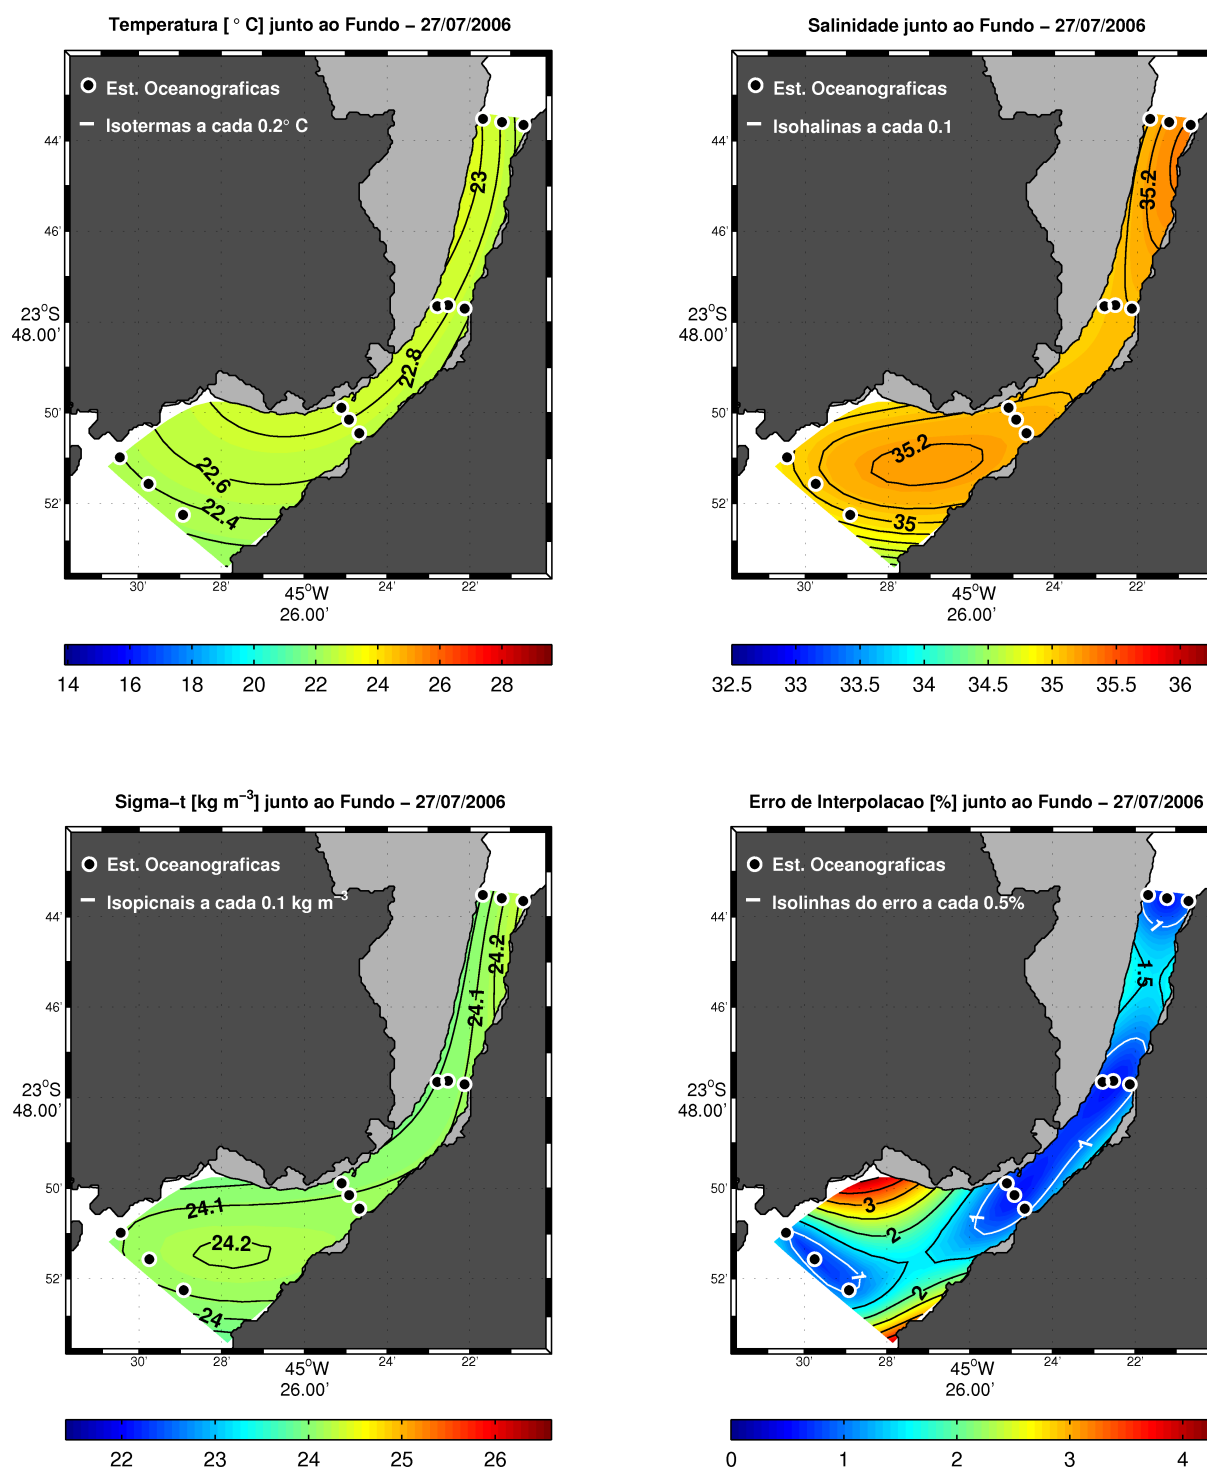 Temperatura [ ° C] junto ao Fundo − 27/07/2006
Est. Oceanograficas
Isotermas a cada 0.2° C
44'
46'
23°S
48.00'
50'
52'
23
22.8
22.6
22.4
30'
28'
45°W
26.00'
24'
22'
14 16 18 20 22 24 26 28
Salinidade junto ao Fundo − 27/07/2006
Est. Oceanograficas
Isohalinas a cada 0.1
44'
46'
23°S
48.00'
50'
52'
35.2
35.2
35
30'
28'
45°W
26.00'
24'
22'
32.5 33 33.5 34 34.5 35 35.5 36
Sigma−t [kg m−3] junto ao Fundo − 27/07/2006
Est. Oceanograficas
Isopicnais a cada 0.1 kg m−3
44'
46'
23°S
48.00'
50'
52'
24.2
24.1
24.1
24.2
24
30'
28'
45°W
26.00'
24'
22'
22 23 24 25 26
Erro de Interpolacao [%] junto ao Fundo − 27/07/2006
Est. Oceanograficas
Isolinhas do erro a cada 0.5%
44'
46'
23°S
48.00'
50'
52'
1
1.5
1
1
3
2
1
2
30'
28'
45°W
26.00'
24'
22'
0 1 2 3 4